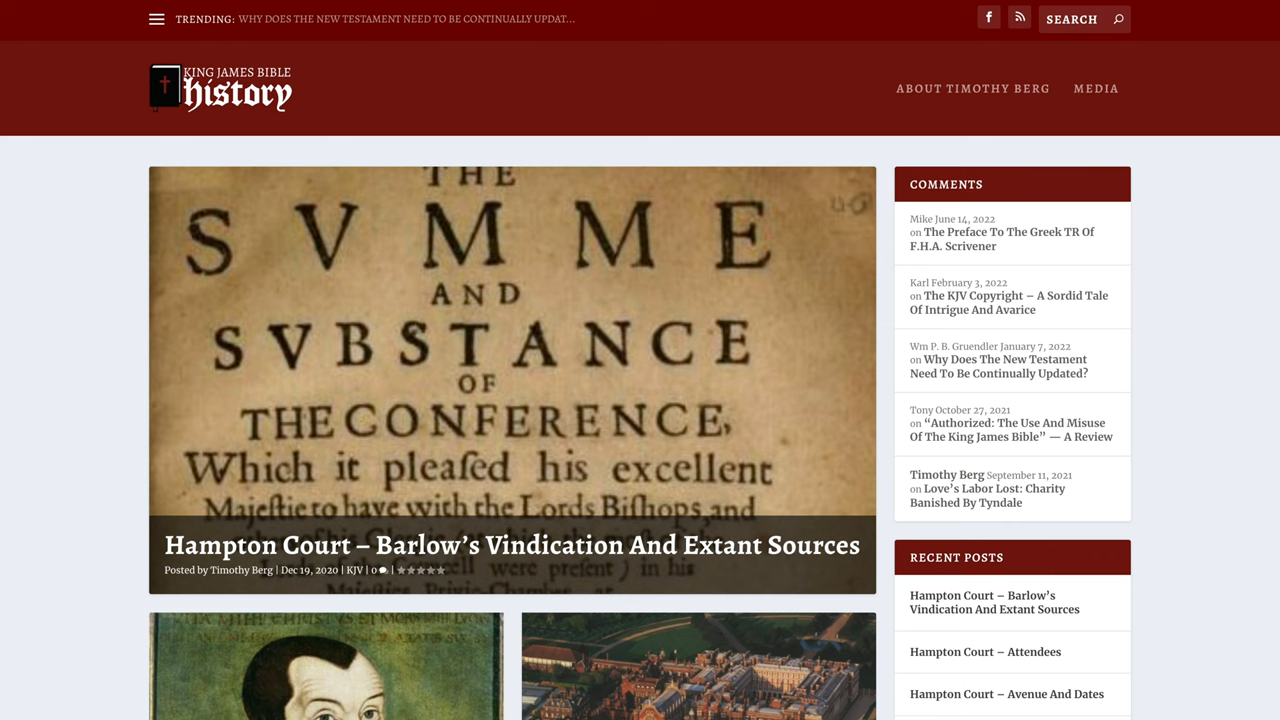 TRENDING: WHY DOES THE NEW TESTAMENT NEED TO BE CONTINUALLY UPDAT...
SEARCH
KING JAMES BIBLE
history
ABOUT TIMOTHY BERG
MEDIA
THE
SVMME
AND
SVBSTANCE
OF
THE CONFERENCE,
Which it pleaſed his excellent
Majeſtie to have with the Lords Biſhops, and
Hampton Court – Barlow's Vindication And Extant Sources
Posted by Timothy Berg | Dec 19, 2020 | KJV | 0 |
COMMENTS
Mike June 14, 2022
on The Preface To The Greek TR Of
F.H.A. Scrivener
Karl February 3, 2022
on The KJV Copyright – A Sordid Tale
Of Intrigue And Avarice
Wm P. B. Gruendler January 7, 2022
on Why Does The New Testament
Need To Be Continually Updated?
Tony October 27, 2021
on “Authorized: The Use And Misuse
Of The King James Bible” — A Review
Timothy Berg September 11, 2021
on Love's Labor Lost: Charity
Banished By Tyndale
RECENT POSTS
Hampton Court – Barlow's
Vindication And Extant Sources
Hampton Court – Attendees
Hampton Court – Avenue And Dates